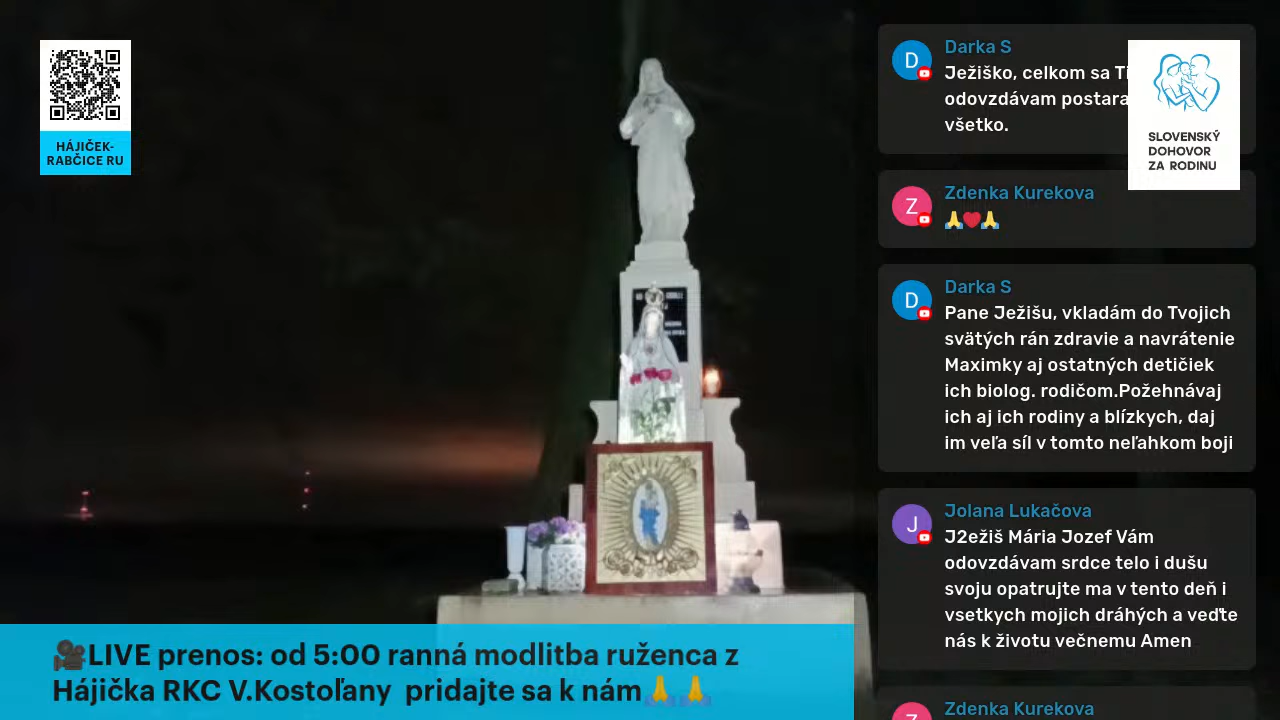 HÁJIČEK-
RABČICE RU
Darka S
Ježiško, celkom sa Ti
odovzdávam postara
všetko.
SLOVENSKÝ
DOHOVOR
ZA RODINU
Zdenka Kurekova
🙏❤️🙏
Darka S
Pane Ježišu, vkladám do Tvojich
svätých rán zdravie a navrátenie
Maximky aj ostatných detičiek
ich biolog. rodičom.Požehnávaj
ich aj ich rodiny a blízkych, daj
im veľa síl v tomto neľahkom boji
Jolana Lukačova
J2ežiš Mária Jozef Vám
odovzdávam srdce telo i dušu
svoju opatrujte ma v tento deň i
vsetkych mojich dráhých a veďte
nás k životu večnemu Amen
Zdenka Kurekova
🎥LIVE prenos: od 5:00 ranná modlitba ruženca z
Hájička RKC V.Kostoľany pridajte sa k nám🙏🙏